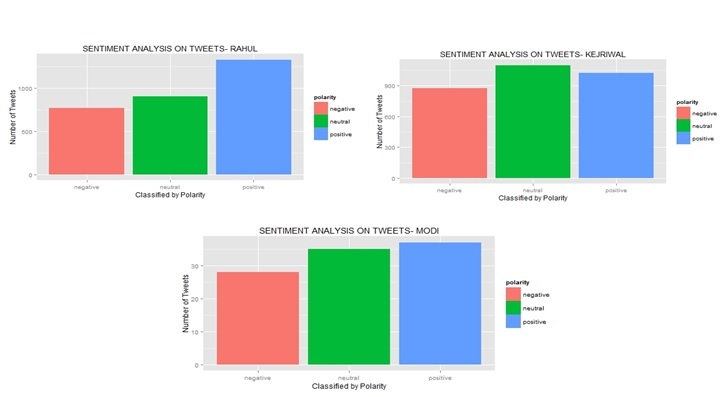 SENTIMENT ANALYSIS ON TWEETS- RAHUL
Number of Tweets
1000
500
0
negative neutral positive
Classified by Polarity
polarity
negative
neutral
positive
SENTIMENT ANALYSIS ON TWEETS- KEJRIWAL
Number of Tweets
900
600
300
0
negative neutral positive
Classified by Polarity
polarity
negative
neutral
positive
SENTIMENT ANALYSIS ON TWEETS- MODI
Number of Tweets
30
20
10
0
negative neutral positive
Classified by Polarity
polarity
negative
neutral
positive